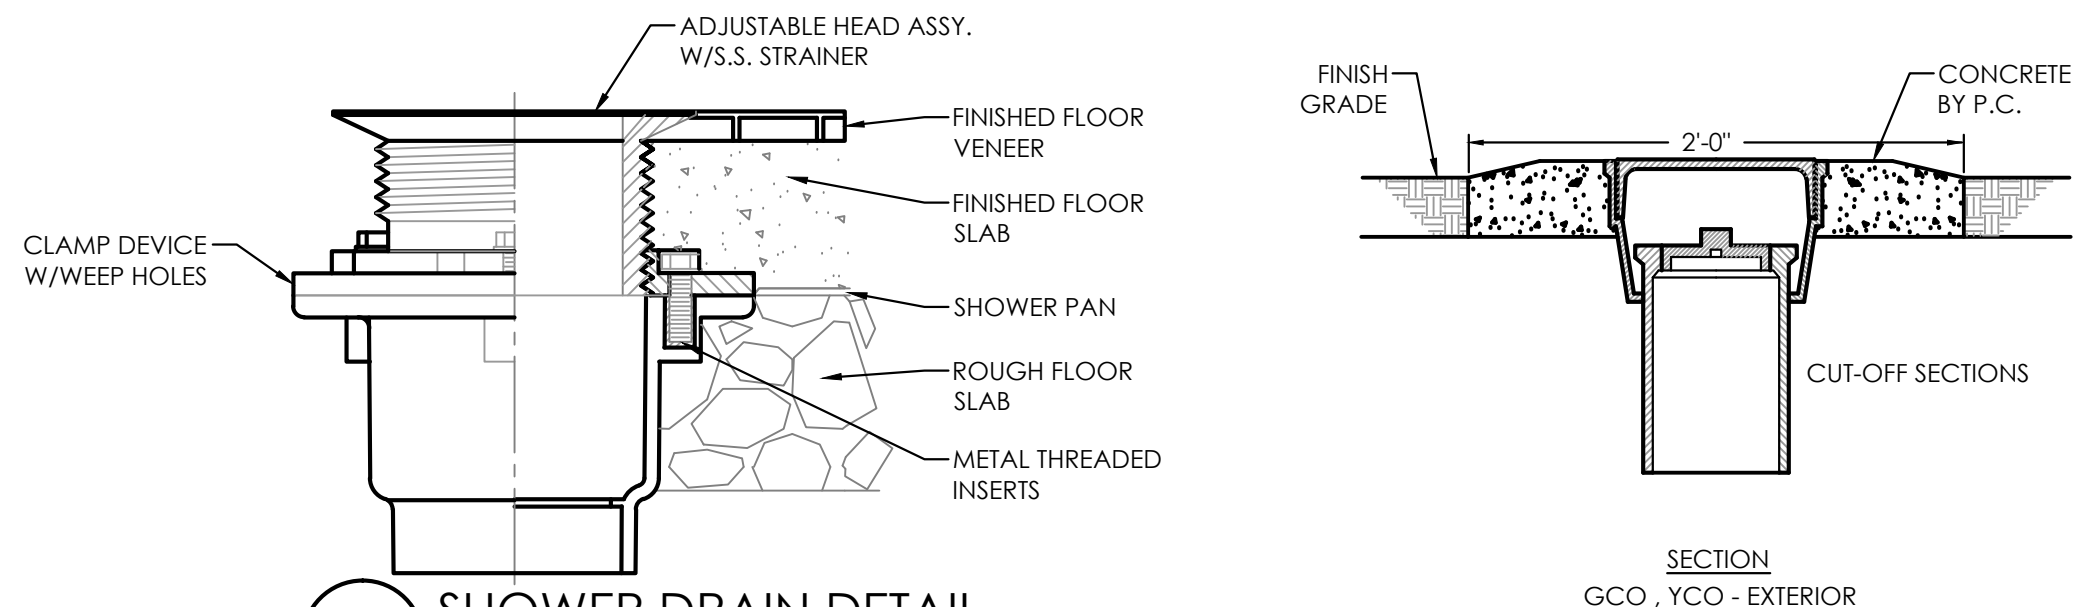 ADJUSTABLE HEAD ASSY.
W/S.S. STRAINER
FINISHED FLOOR
VENEER
FINISHED FLOOR
SLAB
CLAMP DEVICE
W/WEEP HOLES
SHOWER PAN
ROUGH FLOOR
SLAB
METAL THREADED
INSERTS
SHOWER DRAIN DETAIL
FINISH
GRADE
CONCRETE
BY P.C.
2'-0"
CUT-OFF SECTIONS
SECTION
GCO , YCO - EXTERIOR